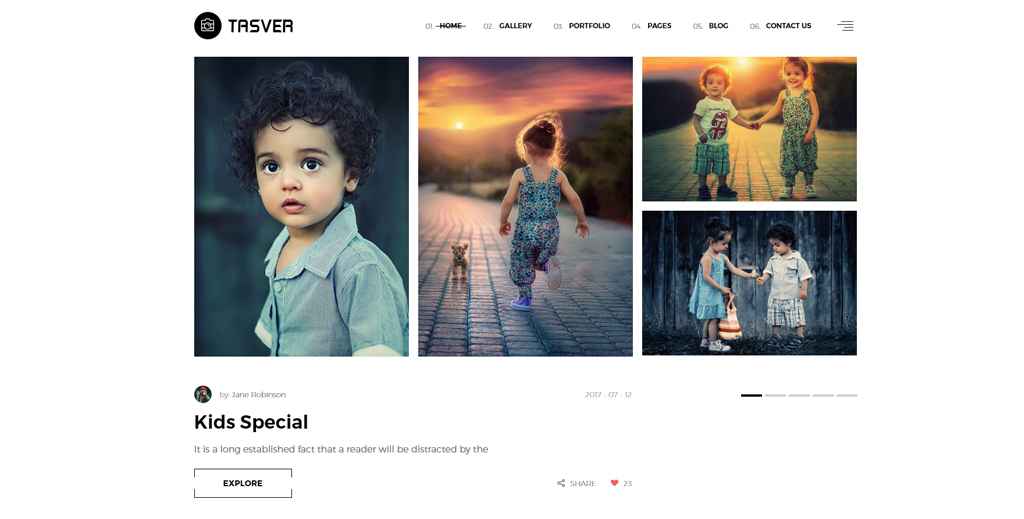 TASVER
01. HOME
02. GALLERY
03. PORTFOLIO
04. PAGES
05. BLOG
06. CONTACT US
by: Jane Robinson
2017 - 07 - 12
Kids Special
It is a long established fact that a reader will be distracted by the
EXPLORE
SHARE
23